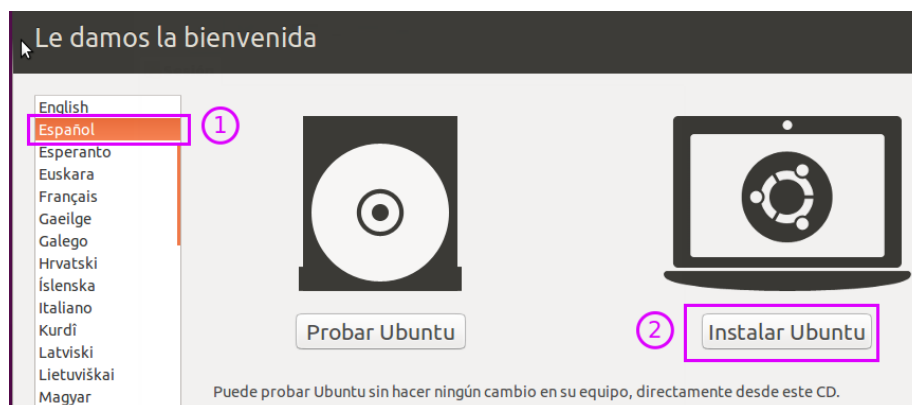 Le damos la bienvenida
English
Español
1
Esperanto
Euskara
Français
Gaeilge
Galego
Hrvatski
Íslenska
Italiano
Kurdî
Latviski
Lietuviškai
Magyar
Probar Ubuntu
2
Instalar Ubuntu
Puede probar Ubuntu sin hacer ningún cambio en su equipo, directamente desde este CD.